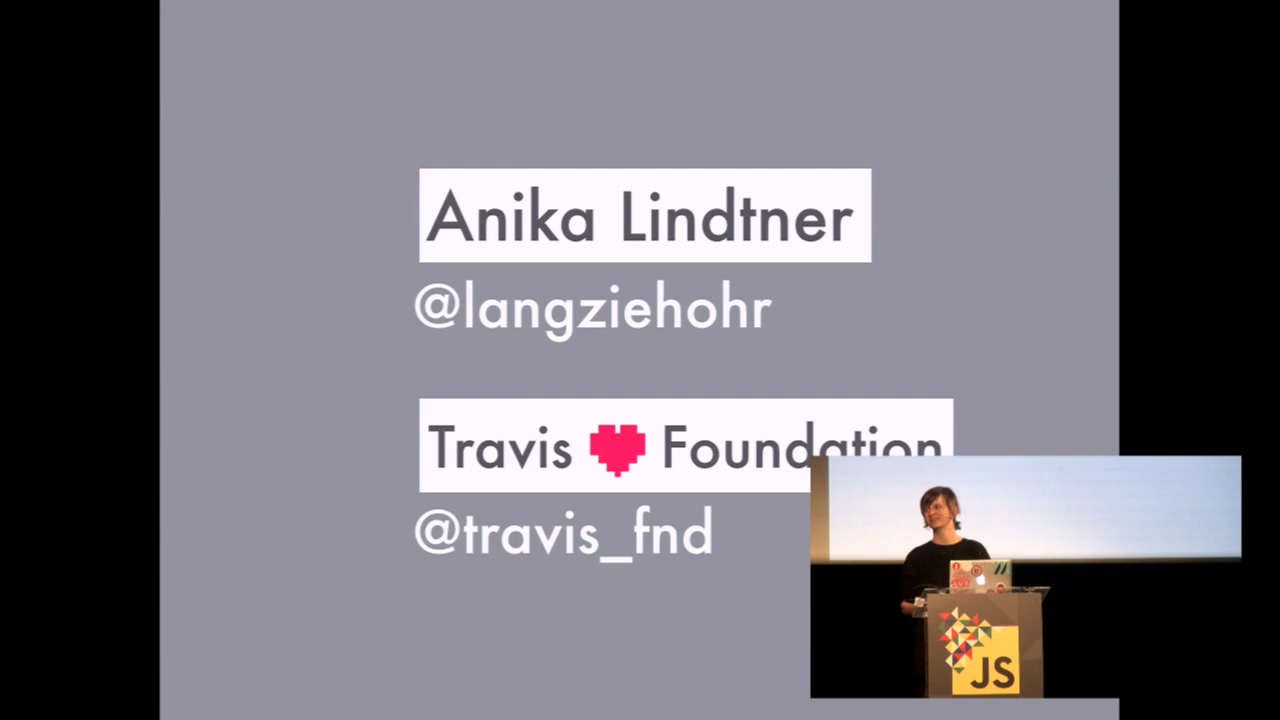 Anika Lindtner
@langziehohr
Travis Foundation
@travis_fnd
JS